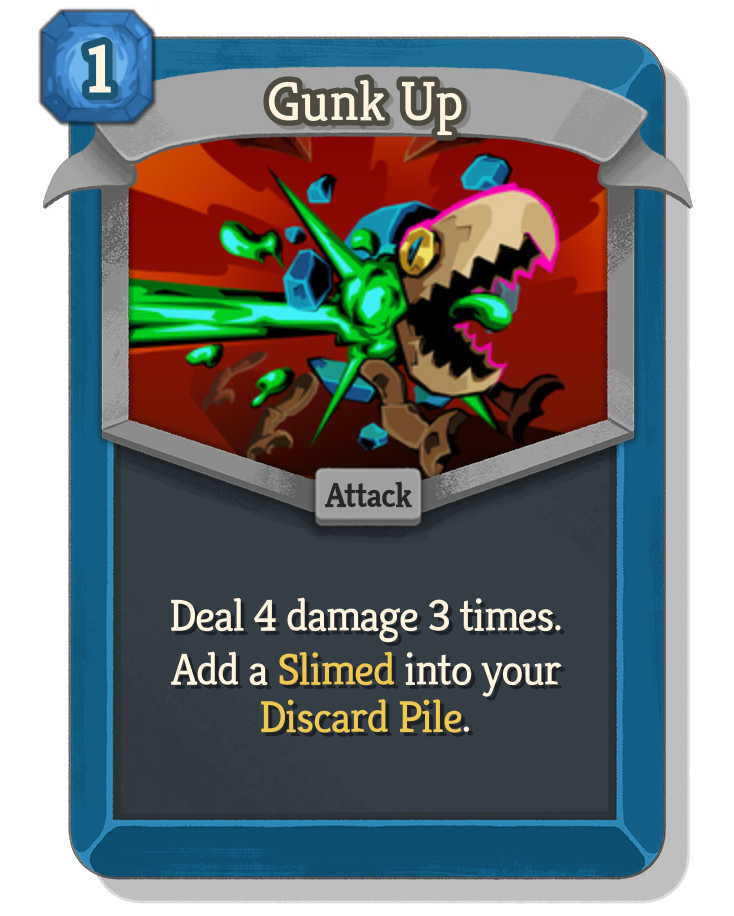 1
Gunk Up
Attack
Deal 4 damage 3 times.
Add a Slimed into your
Discard Pile.